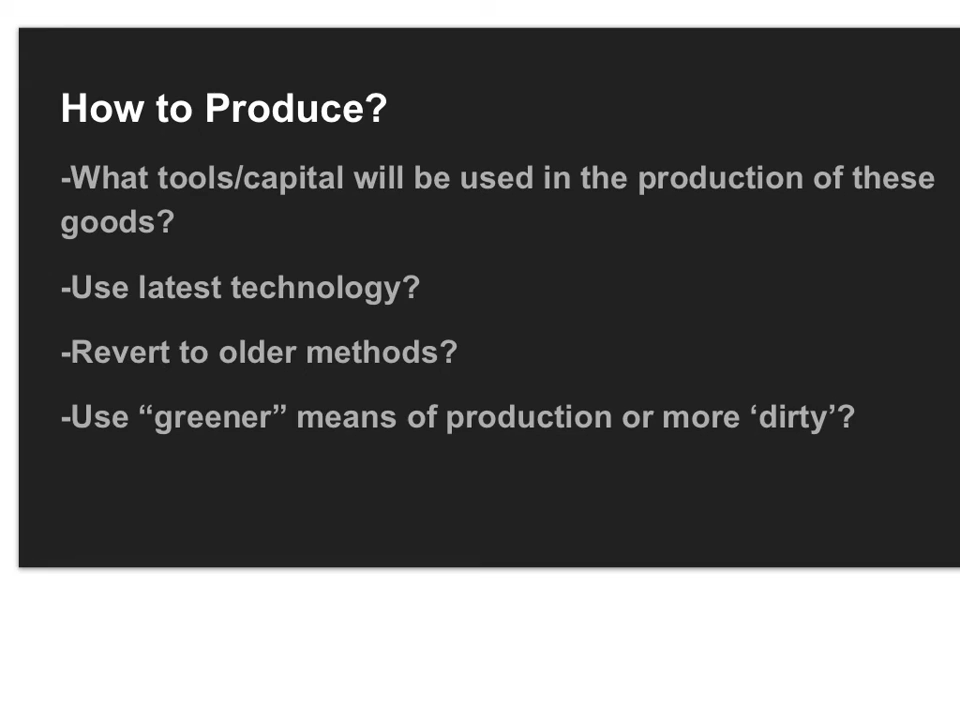 How to Produce?
-What tools/capital will be used in the production of these
goods?
-Use latest technology?
-Revert to older methods?
-Use “greener” means of production or more ‘dirty’?